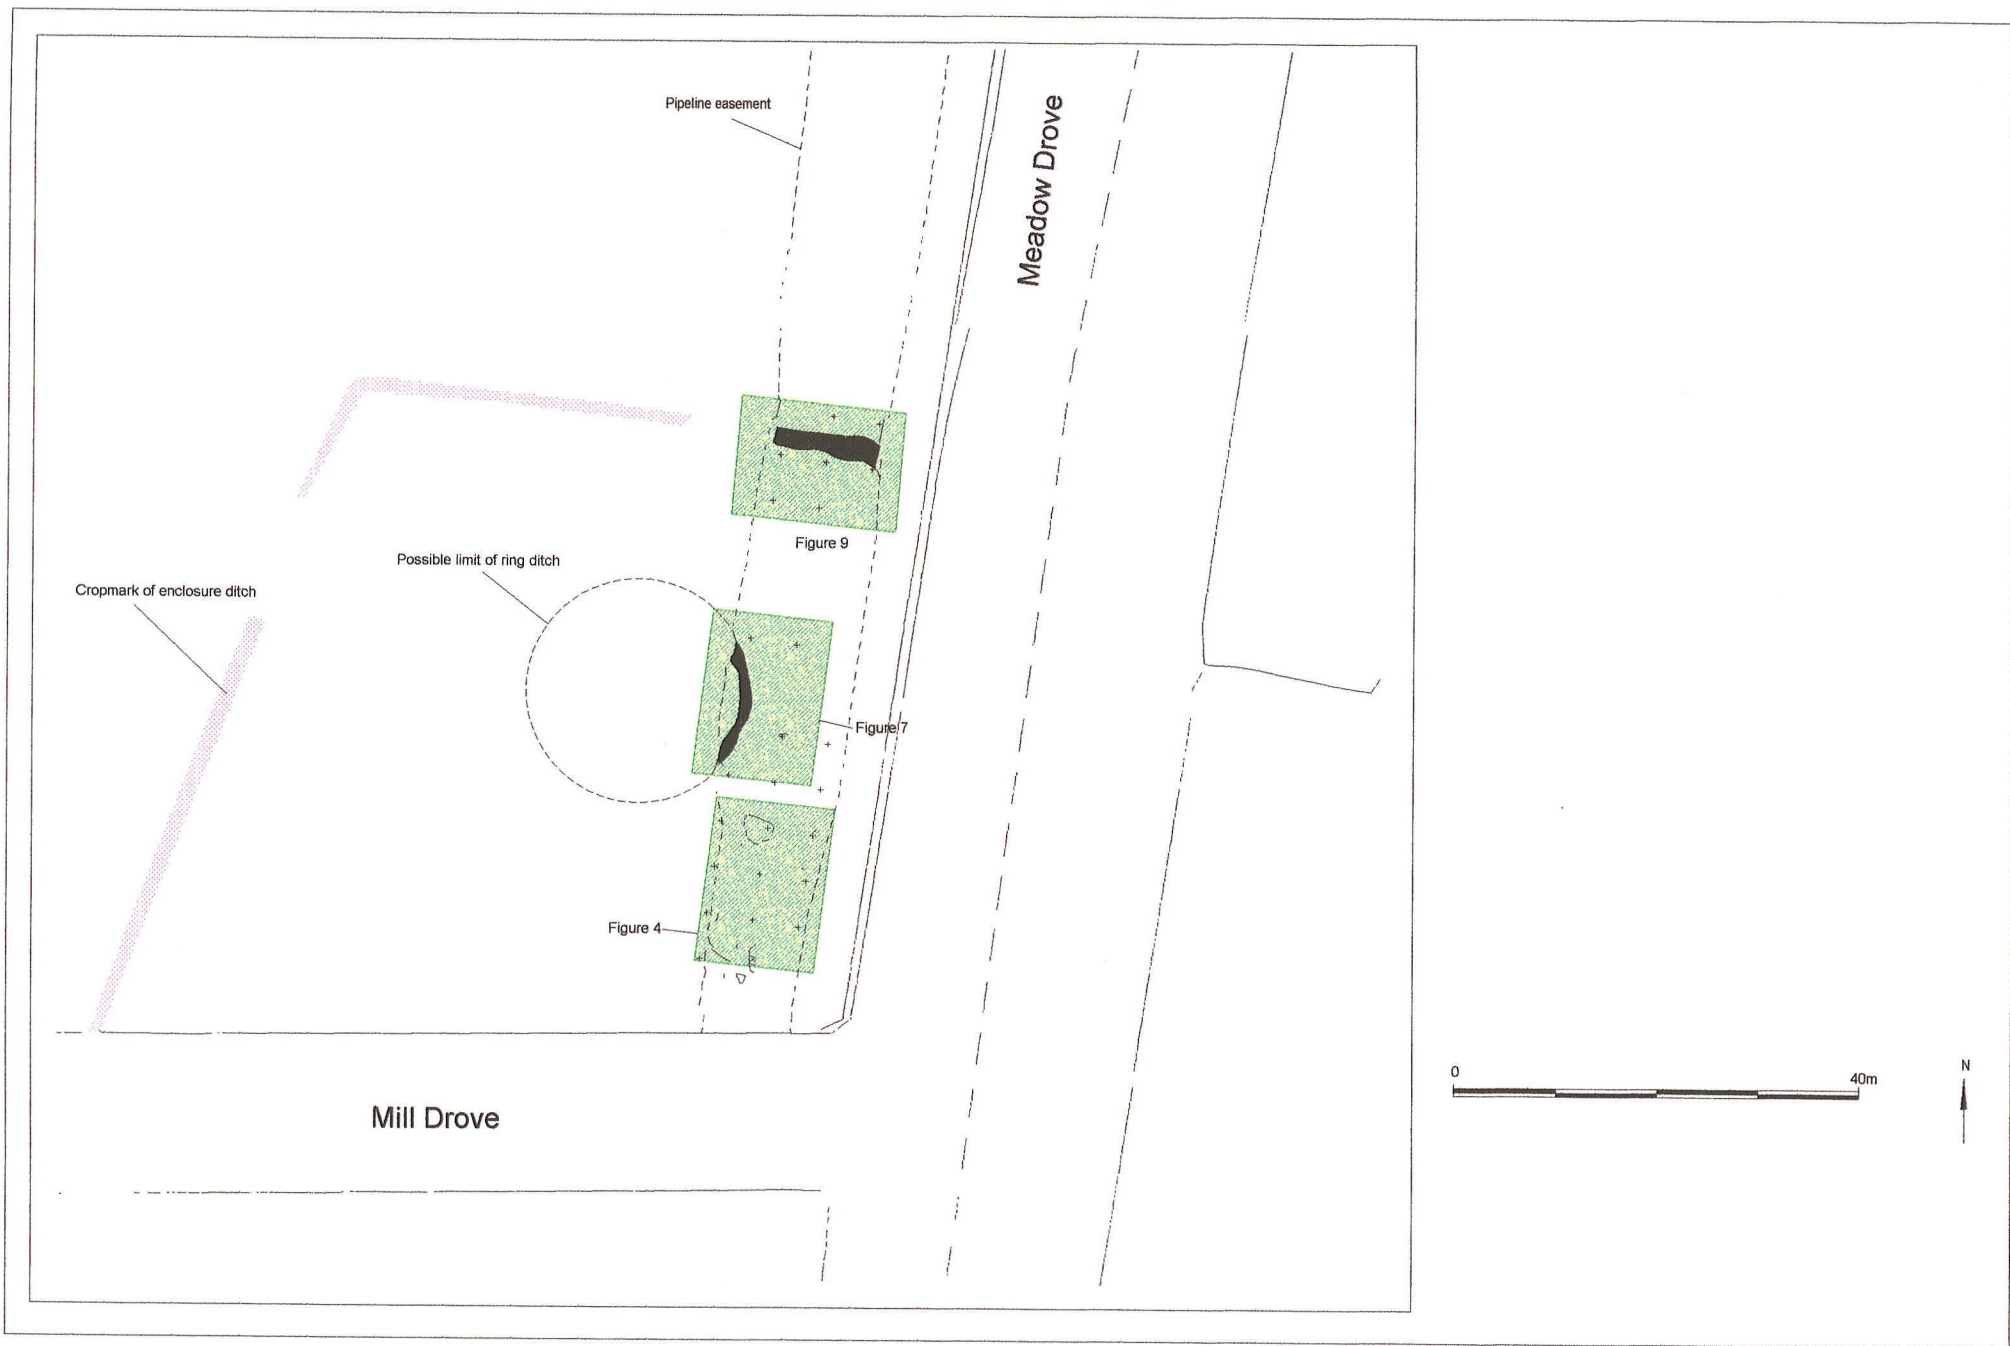 Pipeline easement
Meadow Drove
Figure 9
Possible limit of ring ditch
Cropmark of enclosure ditch
Figure 7
Figure 4
0
40m
N
Mill Drove